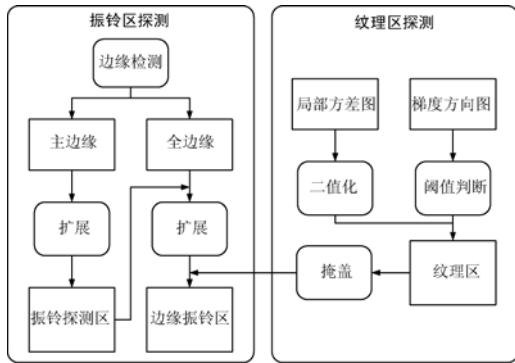 振铃区探测
边缘检测
主边缘
全边缘
扩展
扩展
振铃探测区
边缘振铃区
纹理区探测
局部方差图
梯度方向图
二值化
阈值判断
掩盖
纹理区